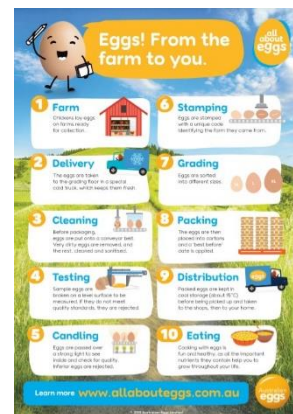 Eggs! From the
farm to you.
all
about
eggs
1 Farm
Chickens lay eggs
on farms ready
for collection.
2 Delivery
The eggs are taken
to the grading floor in a special
cool truck, which keeps them fresh.
3 Cleaning
Before packaging,
eggs are put onto a conveyor belt.
Very dirty eggs are removed, and
the rest, cleaned and sanitised.
4 Testing
Sample eggs are
broken on a level surface to be
measured. If they do not meet
quality standards, they are rejected.
5 Candling
Eggs are passed over
a strong light to see
inside and check for quality.
Inferior eggs are rejected.
6 Stamping
Eggs are stamped
with a unique code
identifying the farm they came from.
7 Grading
Eggs are sorted
into different sizes.
8 Packing
The eggs are then
placed into cartons
and a 'best before'
date is applied.
9 Distribution
Packed eggs are kept in
cold storage (about 15°C)
before being picked up and taken
to the shops, then to your home.
10 Eating
Cooking with eggs is
fun and healthy, as all the important
nutrients they contain help you to
grow throughout your life.
Learn more www.allabouteggs.com.au
Australian
eggs